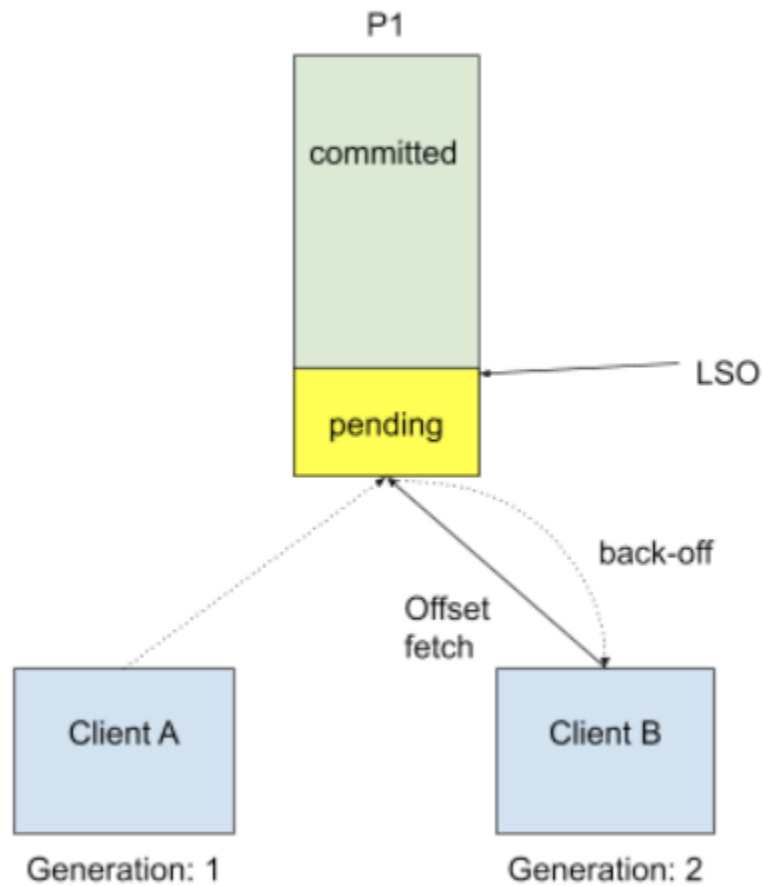 P1
committed
LSO
pending
back-off
Offset
fetch
Client A
Client B
Generation: 1
Generation: 2